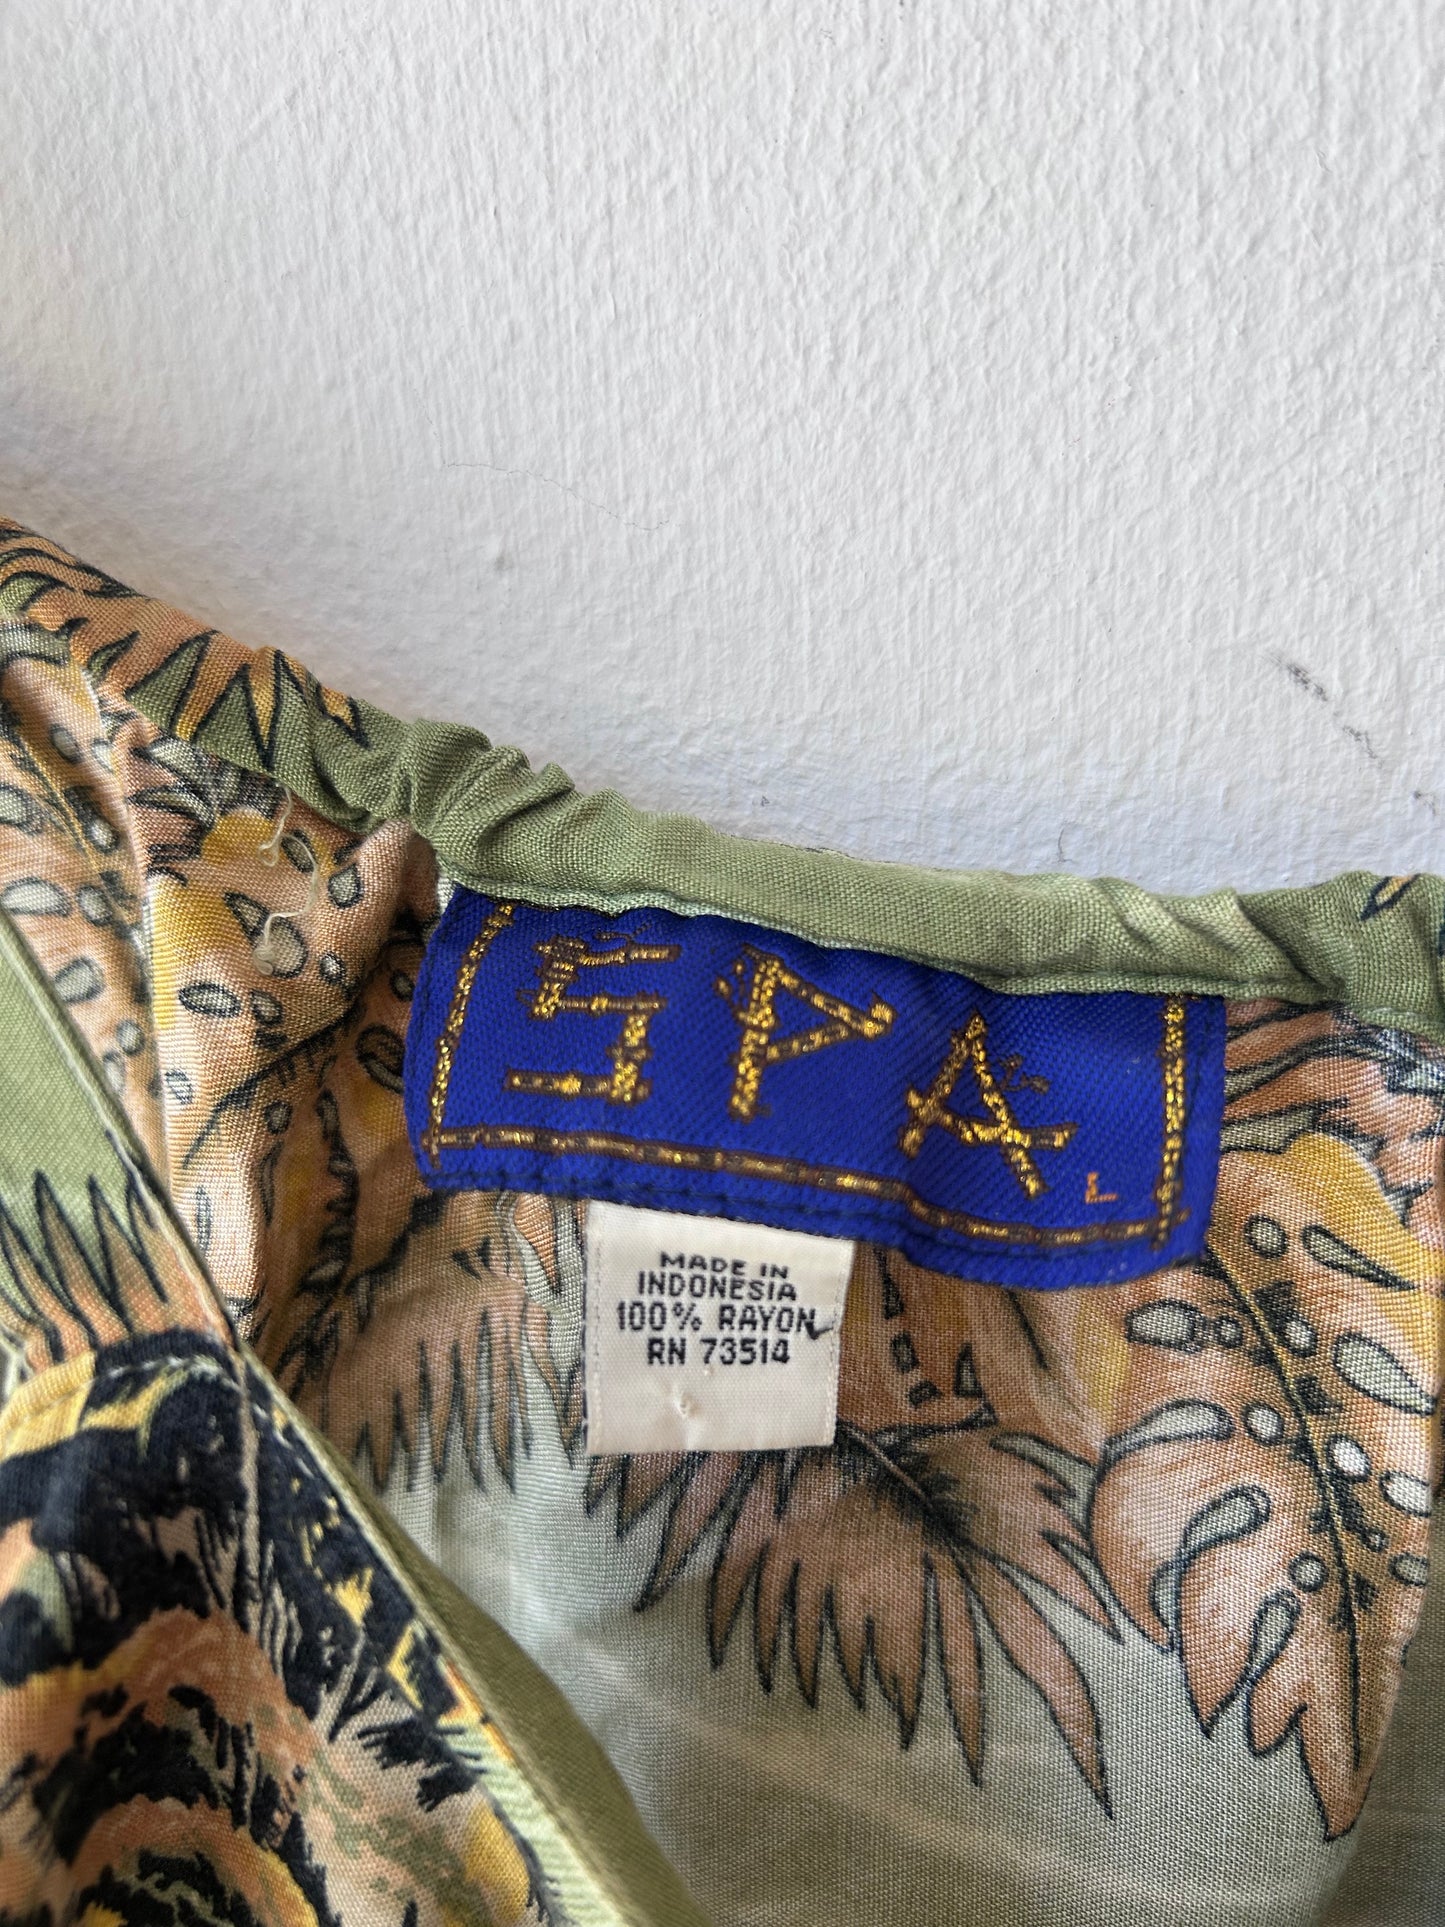 SPA
L
MADE IN
INDONESIA
100% RAYON
RN 73514